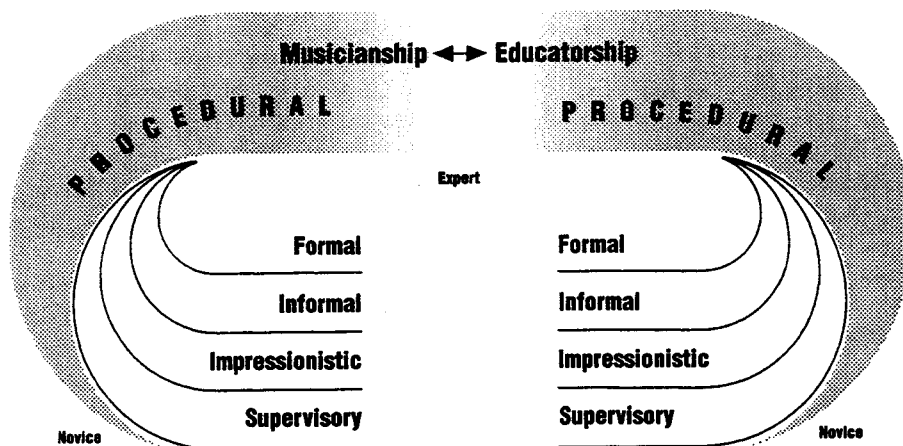 Musicianship ↔ Educatorship
PROCEDURAL PROCEDURAL
Expert
Formal Formal
Informal Informal
Impressionistic Impressionistic
Supervisory Supervisory
Novice Novice